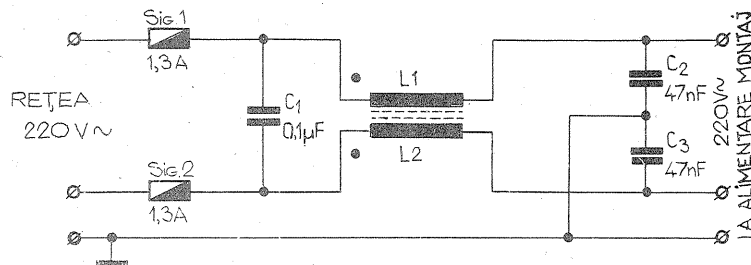 Sig.1
1,3A
REȚEA
220V~
Sig.2
1,3A
C1
0,1µF
L1
L2
C2
47nF
C3
47nF
220V~
LA ALIMENTARE MONTAJ